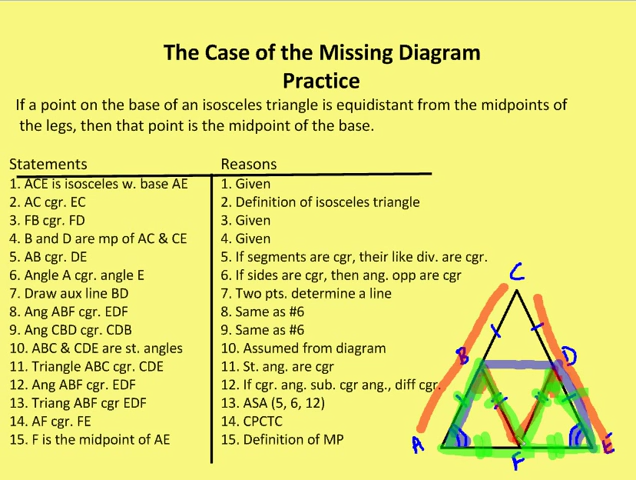 The Case of the Missing Diagram
Practice
If a point on the base of an isosceles triangle is equidistant from the midpoints of
the legs, then that point is the midpoint of the base.
Statements Reasons
1. ACE is isosceles w. base AE 1. Given
2. AC cgr. EC 2. Definition of isosceles triangle
3. FB cgr. FD 3. Given
4. B and D are mp of AC & CE 4. Given
5. AB cgr. DE 5. If segments are cgr, their like div. are cgr.
6. Angle A cgr. angle E 6. If sides are cgr, then ang. opp are cgr
7. Draw aux line BD 7. Two pts. determine a line
8. Ang ABF cgr. EDF 8. Same as #6
9. Ang CBD cgr. CDB 9. Same as #6
10. ABC & CDE are st. angles 10. Assumed from diagram
11. Triangle ABC cgr. CDE 11. St. ang. are cgr
12. Ang ABF cgr. EDF 12. If cgr. ang. sub. cgr ang., diff cgr.
13. Triang ABF cgr EDF 13. ASA (5, 6, 12)
14. AF cgr. FE 14. CPCTC
15. F is the midpoint of AE 15. Definition of MP
C
B D
A F E